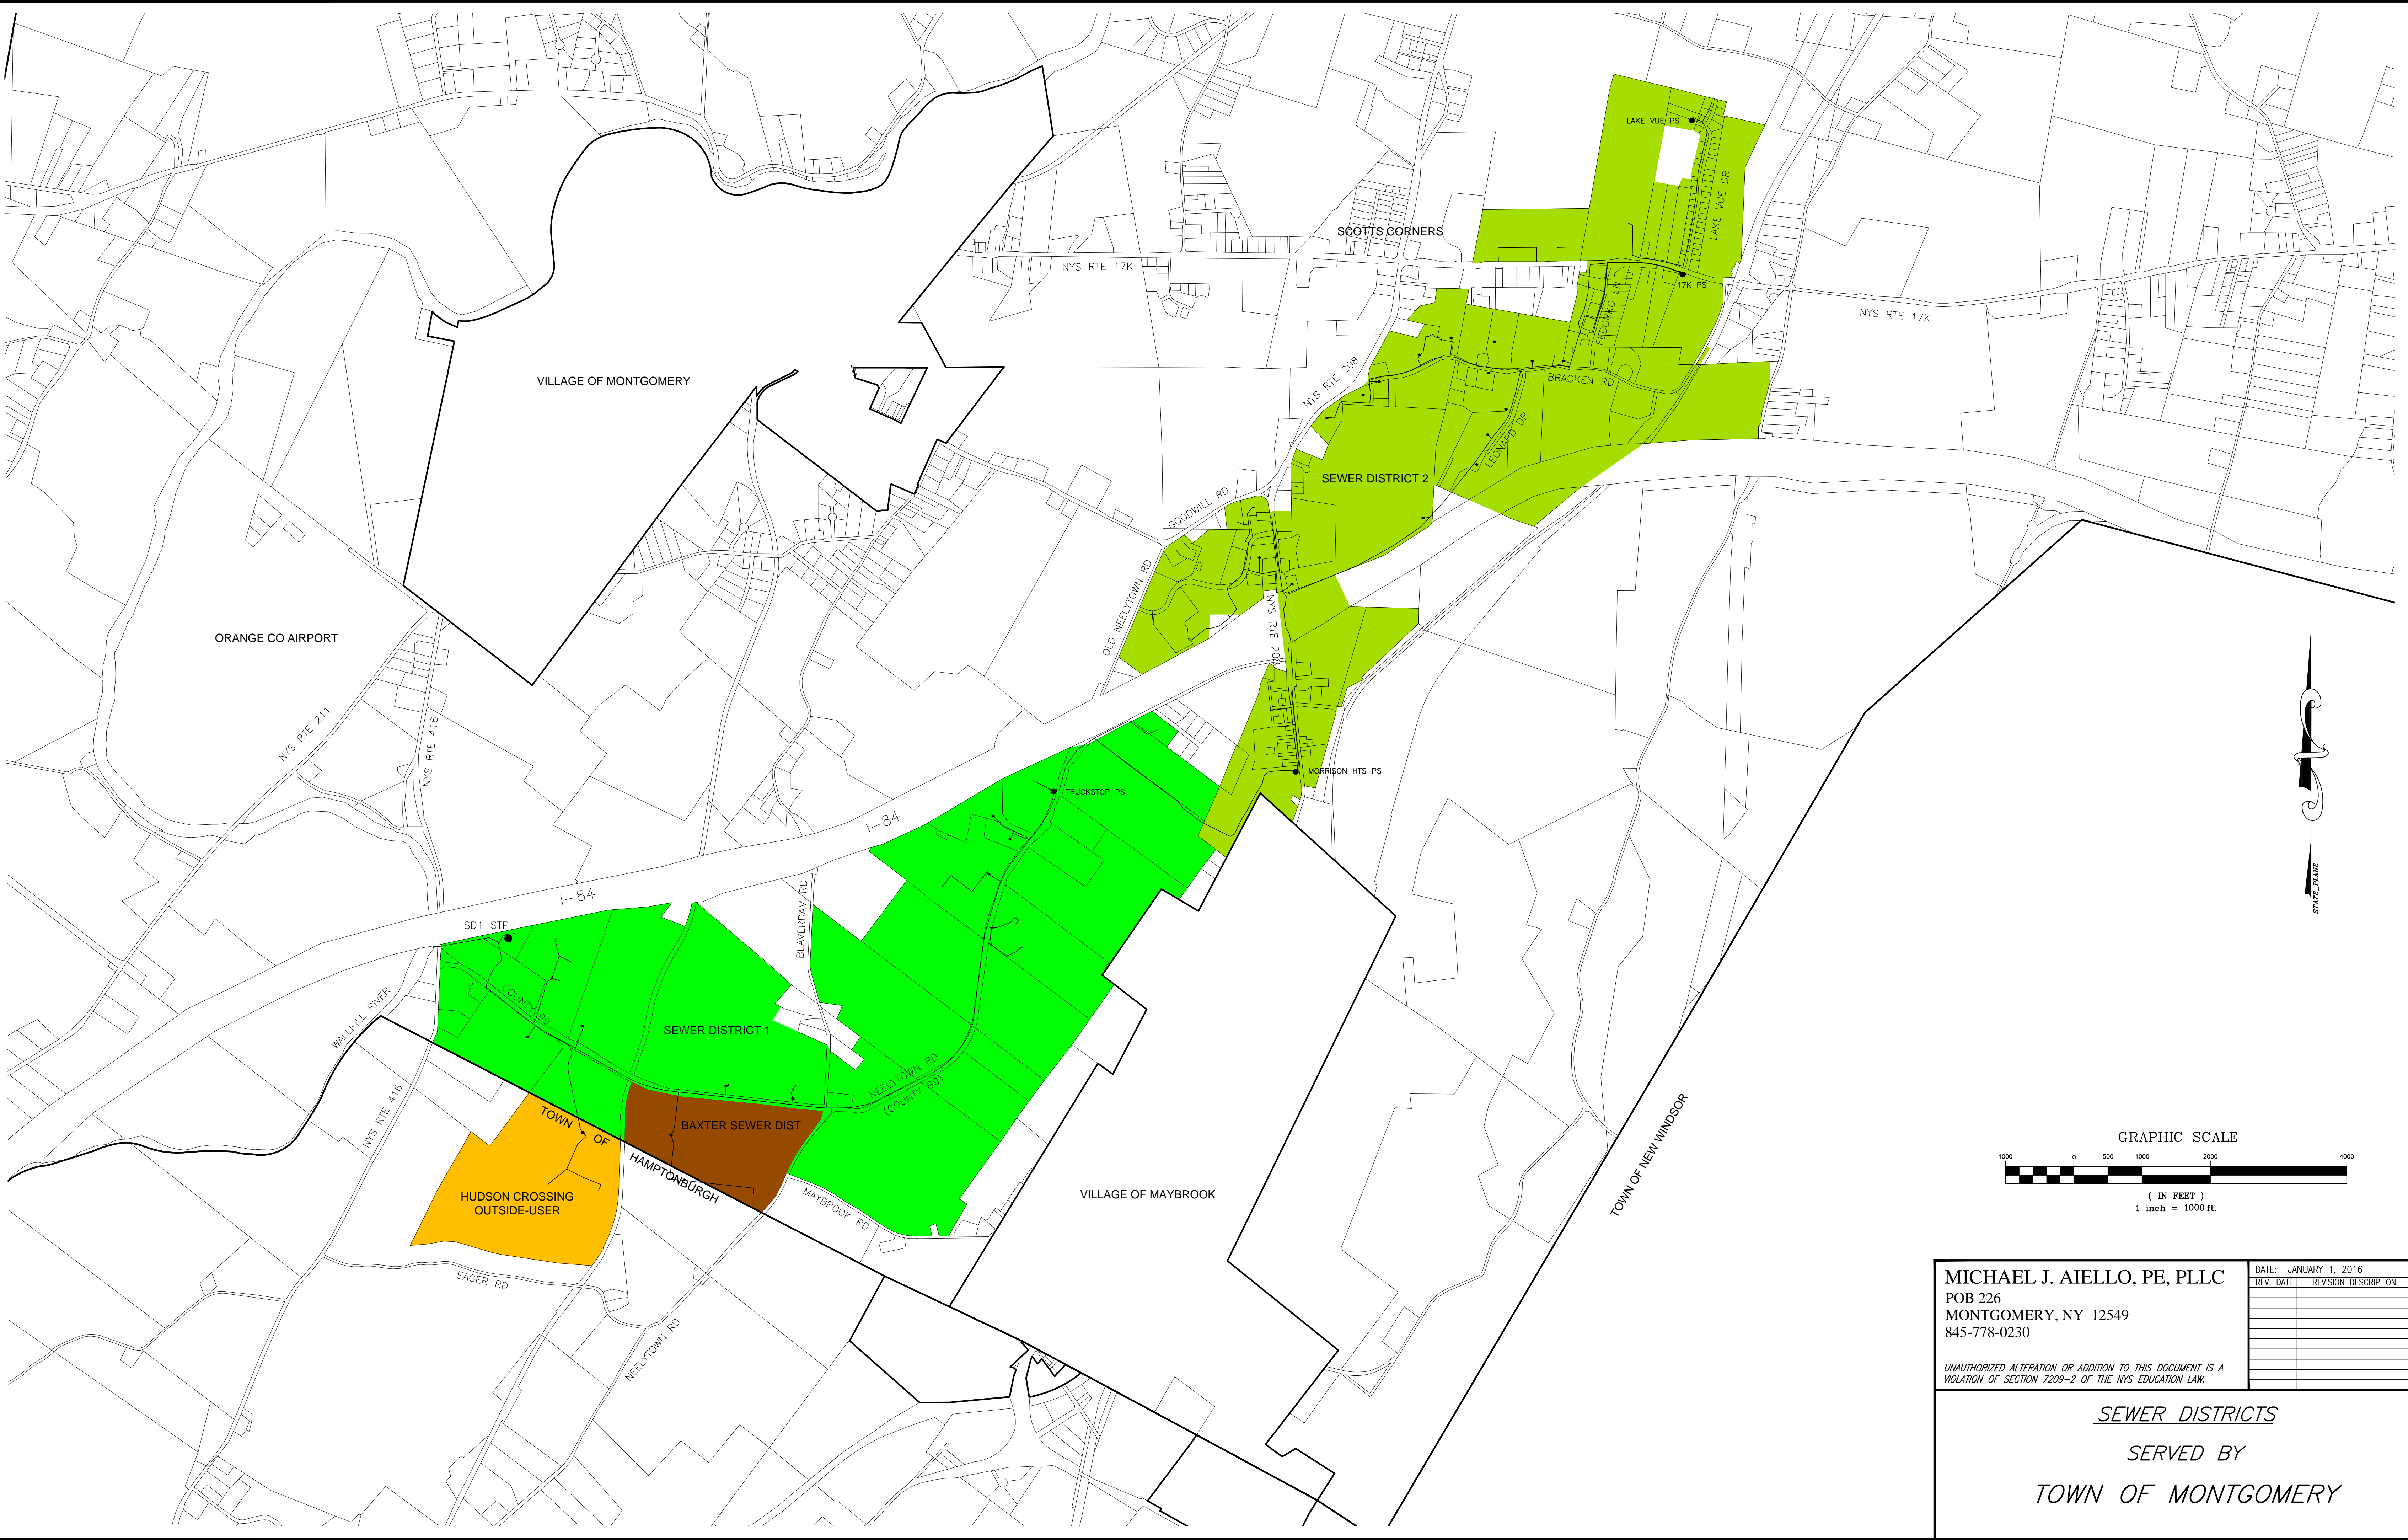 LAKE VUE PS
LAKE VUE DR
SCOTTS CORNERS
NYS RTE 17K
17K PS
FEDORKO LN
NYS RTE 17K
VILLAGE OF MONTGOMERY
NYS RTE 208
BRACKEN RD
LEONARD DR
SEWER DISTRICT 2
GOODWILL RD
OLD NEELYTOWN RD
NYS RTE 208
ORANGE CO AIRPORT
NYS RTE 211
NYS RTE 416
MORRISON HTS PS
TRUCKSTOP PS
I-84
I-84
SD1 STP
BEAVERDAM RD
COUNTY 99
WALLKILL RIVER
SEWER DISTRICT 1
NEELYTOWN RD
(COUNTY 99)
NYS RTE 416
TOWN OF HAMPTONBURGH
BAXTER SEWER DIST
HUDSON CROSSING
OUTSIDE-USER
MAYBROOK RD
VILLAGE OF MAYBROOK
TOWN OF NEW WINDSOR
EAGER RD
NEELYTOWN RD
STATE_PLANE
GRAPHIC SCALE
1000 0 500 1000 2000 4000
( IN FEET )
1 inch = 1000 ft.
MICHAEL J. AIELLO, PE, PLLC
POB 226
MONTGOMERY, NY 12549
845-778-0230
UNAUTHORIZED ALTERATION OR ADDITION TO THIS DOCUMENT IS A
VIOLATION OF SECTION 7209-2 OF THE NYS EDUCATION LAW.
DATE: JANUARY 1, 2016
REV. DATE REVISION DESCRIPTION
SEWER DISTRICTS
SERVED BY
TOWN OF MONTGOMERY